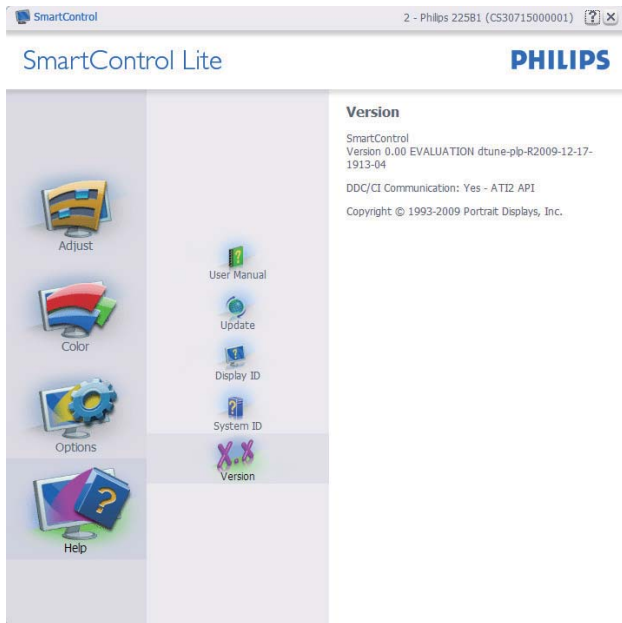 SmartControl
2 - Philips 225B1 (CS30715000001)
SmartControl Lite
PHILIPS
Adjust
Color
Options
Help
User Manual
Update
Display ID
System ID
X.X
Version
Version
SmartControl
Version 0.00 EVALUATION dtune-plp-R2009-12-17-
1913-04
DDC/CI Communication: Yes - ATI2 API
Copyright © 1993-2009 Portrait Displays, Inc.